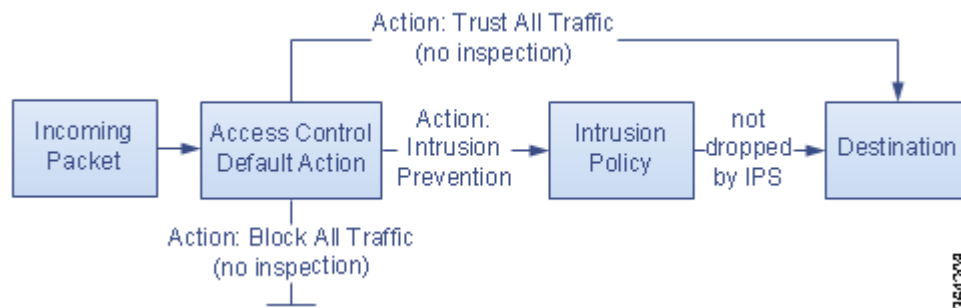 Action: Trust All Traffic
(no inspection)
Incoming
Packet
Access Control
Default Action
Action:
Intrusion
Prevention
Intrusion
Policy
not
dropped
by IPS
Destination
Action: Block All Traffic
(no inspection)